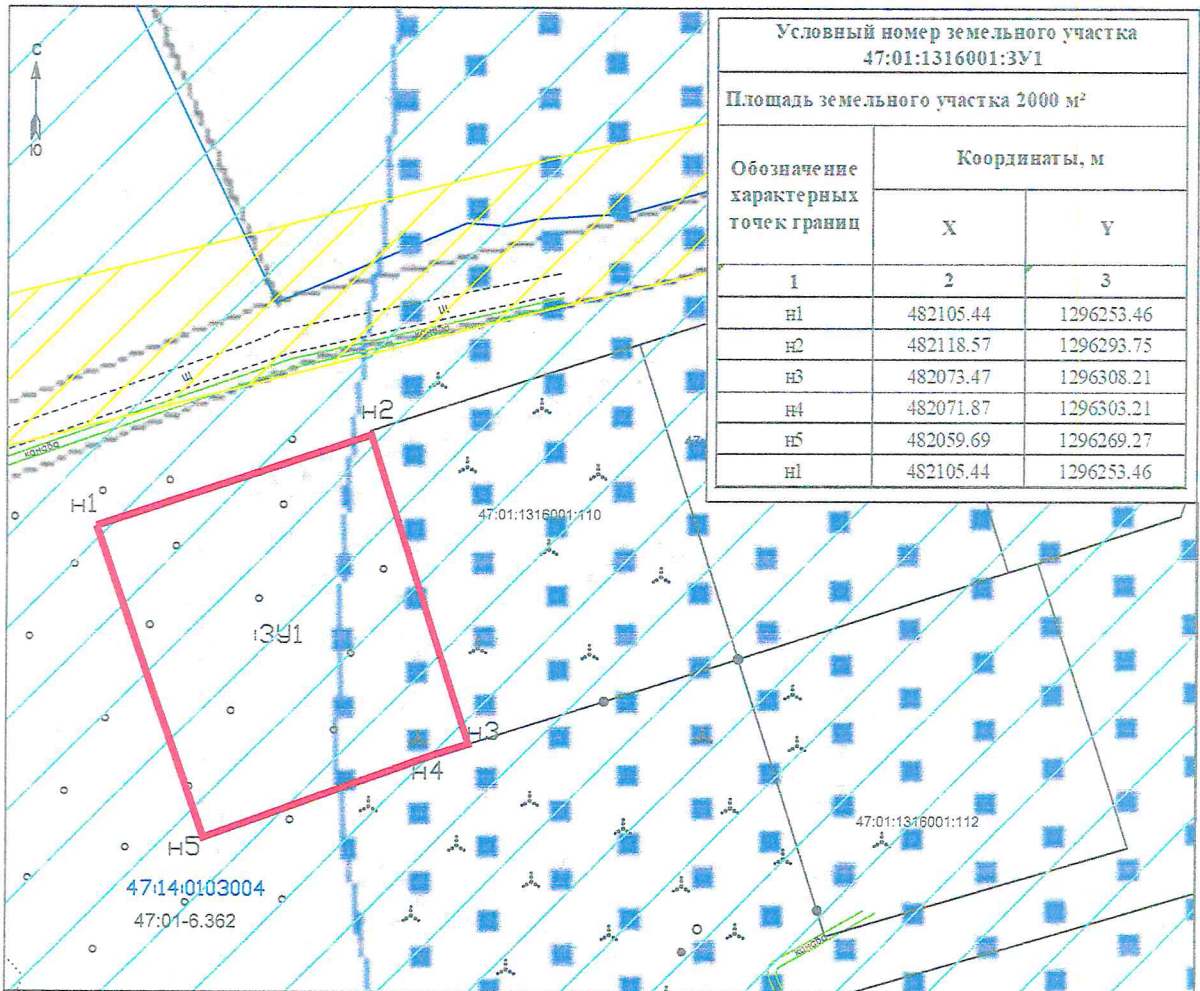 Условный номер земельного участка
47:01:1316001:ЗУ1
Площадь земельного участка 2000 м²
Обозначение
характерных
точек границ
Координаты, м
X
Y
1 2 3
н1 482105.44 1296253.46
н2 482118.57 1296293.75
н3 482073.47 1296308.21
н4 482071.87 1296303.21
н5 482059.69 1296269.27
н1 482105.44 1296253.46
С
Ю
Щ
Щ
канава
канава
н2
н1
47:01:1316001:110
:ЗУ1
н3
н4
н5
47:01:1316001:112
47:14:0103004
47:01-6.362
канава